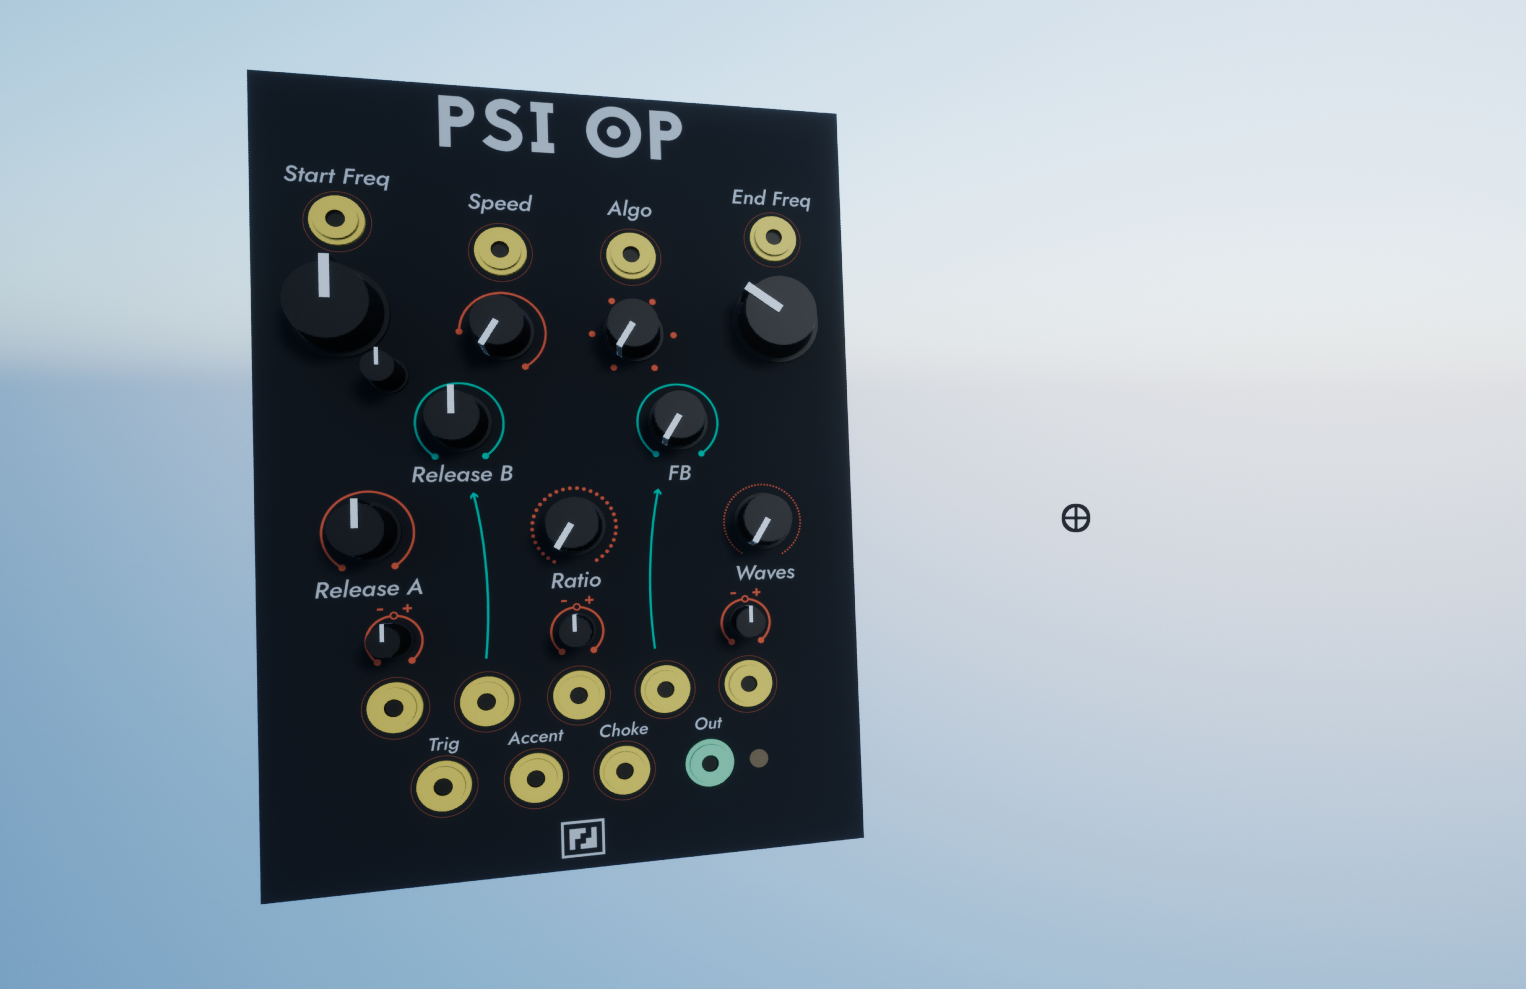 PSI OP
Start Freq
Speed
Algo
End Freq
Release B
FB
Release A
Ratio
Waves
- +
- +
- +
Trig
Accent
Choke
Out